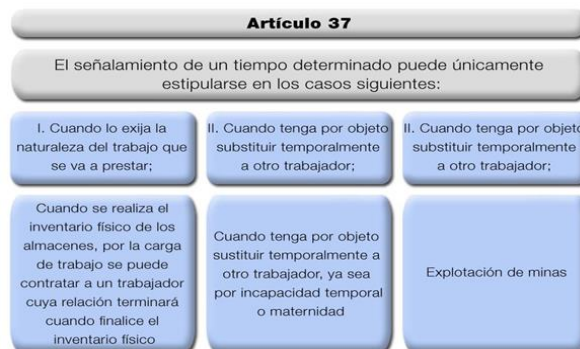 Artículo 37
El señalamiento de un tiempo determinado puede únicamente
estipularse en los casos siguientes:
I. Cuando lo exija la
naturaleza del trabajo que
se va a prestar;
II. Cuando tenga por objeto
substituir temporalmente
a otro trabajador;
II. Cuando tenga por objeto
substituir temporalmente
a otro trabajador;
Cuando se realiza el
inventario físico de los
almacenes, por la carga
de trabajo se puede
contratar a un trabajador
cuya relación terminará
cuando finalice el
inventario físico
Cuando tenga por objeto
sustituir temporalmente a
otro trabajador, ya sea
por incapacidad temporal
o maternidad
Explotación de minas